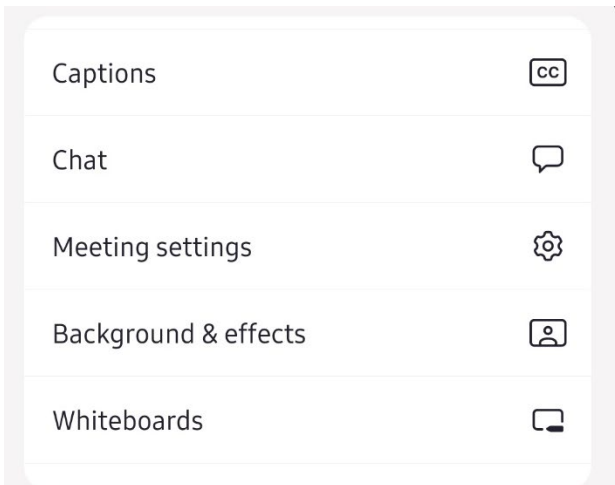 Captions
CC
Chat
Meeting settings
Background & effects
Whiteboards